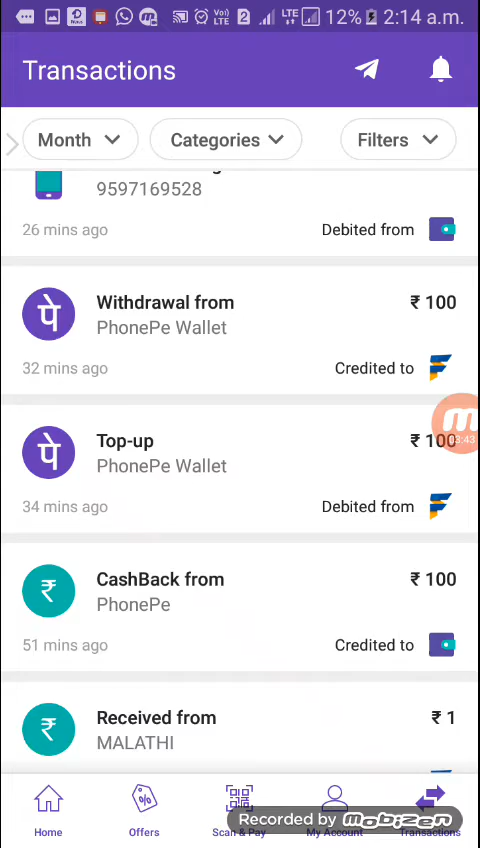 12% 2:14 a.m.
Transactions
Month
Categories
Filters
9597169528
26 mins ago
Debited from
Withdrawal from
₹ 100
PhonePe Wallet
32 mins ago
Credited to
पे
Top-up
₹ 100
PhonePe Wallet
03:43
34 mins ago
Debited from
पे
CashBack from
₹ 100
PhonePe
51 mins ago
Credited to
₹
Received from
₹ 1
MALATHI
₹
Home
Offers
Scan & Pay
My Account
Transactions
Recorded by mobizen